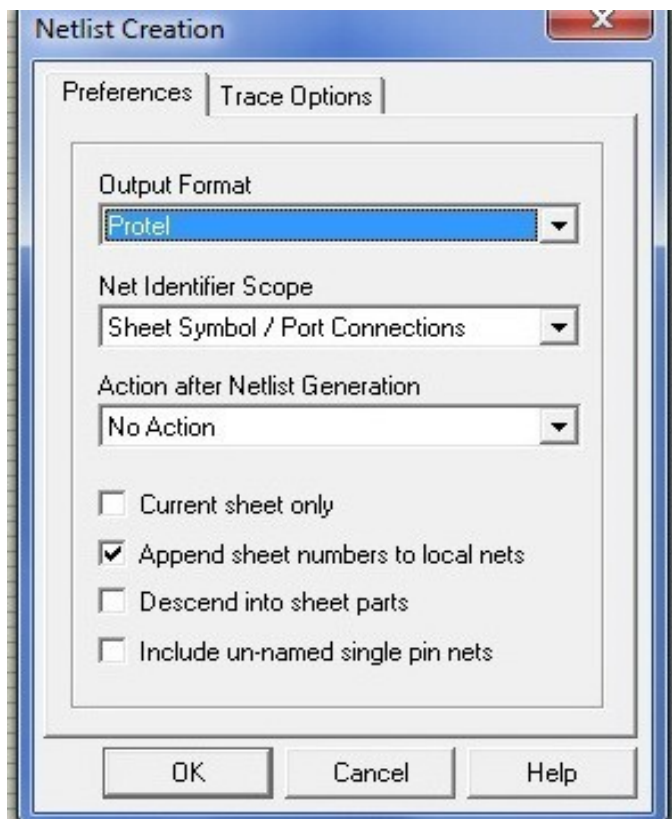 Netlist Creation
Preferences Trace Options
Output Format
Protel
Net Identifier Scope
Sheet Symbol / Port Connections
Action after Netlist Generation
No Action
Current sheet only
Append sheet numbers to local nets
Descend into sheet parts
Include un-named single pin nets
OK Cancel Help